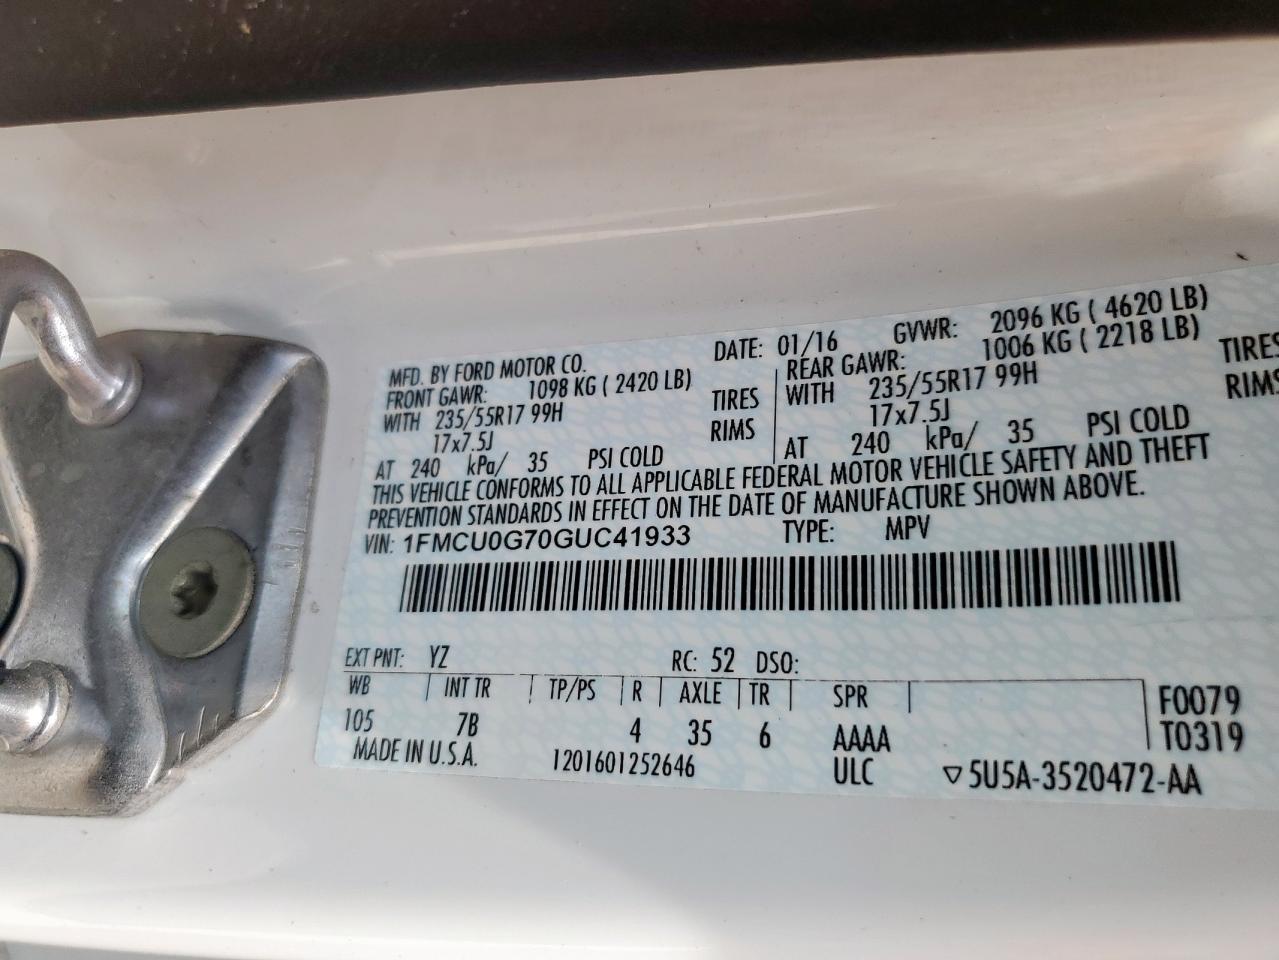 MFD. BY FORD MOTOR CO. DATE: 01/16 GVWR: 2096 KG ( 4620 LB)
FRONT GAWR: 1098 KG ( 2420 LB) REAR GAWR: 1006 KG ( 2218 LB)
WITH 235/55R17 99H TIRES WITH 235/55R17 99H TIRES
17x7.5J RIMS 17x7.5J RIMS
AT 240 kPa/ 35 PSI COLD AT 240 kPa/ 35 PSI COLD
THIS VEHICLE CONFORMS TO ALL APPLICABLE FEDERAL MOTOR VEHICLE SAFETY AND THEFT
PREVENTION STANDARDS IN EFFECT ON THE DATE OF MANUFACTURE SHOWN ABOVE.
VIN: 1FMCU0G70GUC41933 TYPE: MPV
EXT PNT: YZ RC: 52 DSO:
WB INT TR TP/PS R AXLE TR SPR F0079
105 7B 4 35 6 AAAA T0319
MADE IN U.S.A. 1201601252646 ULC ▽5U5A-3520472-AA